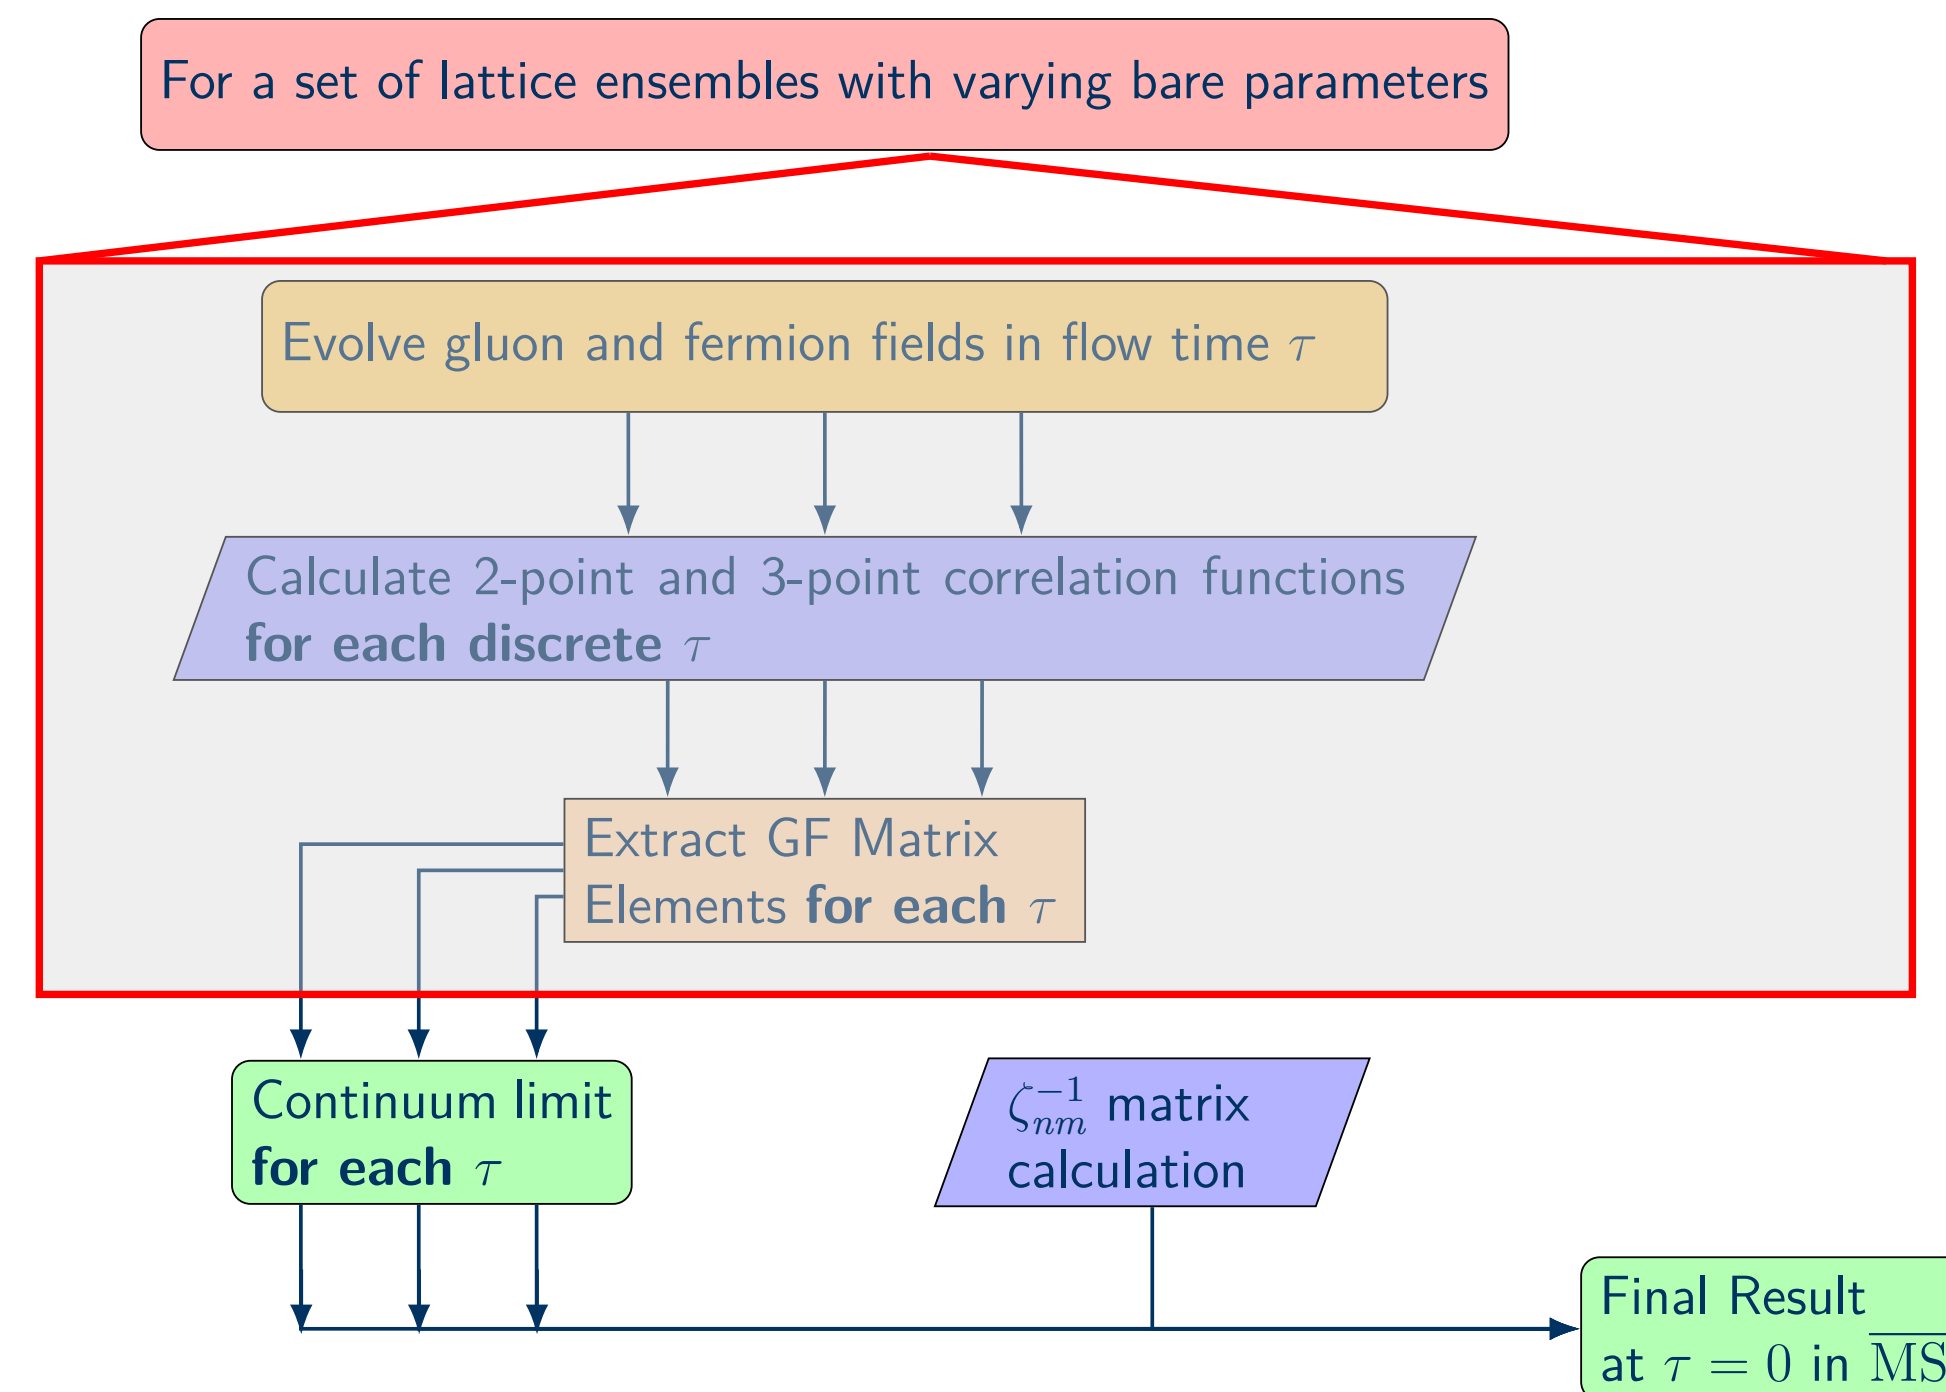 For a set of lattice ensembles with varying bare parameters
Evolve gluon and fermion fields in flow time τ
Calculate 2-point and 3-point correlation functions
for each discrete τ
Extract GF Matrix
Elements for each τ
Continuum limit
for each τ
ζ_{nm}^{-1} matrix
calculation
Final Result
at τ = 0 in \overline{MS}